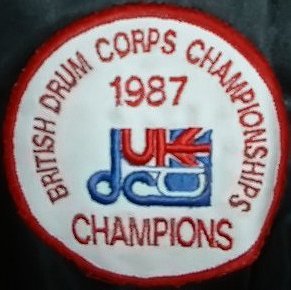 BRITISH DRUM CORPS CHAMPIONSHIPS
1987
UK
dcu
CHAMPIONS